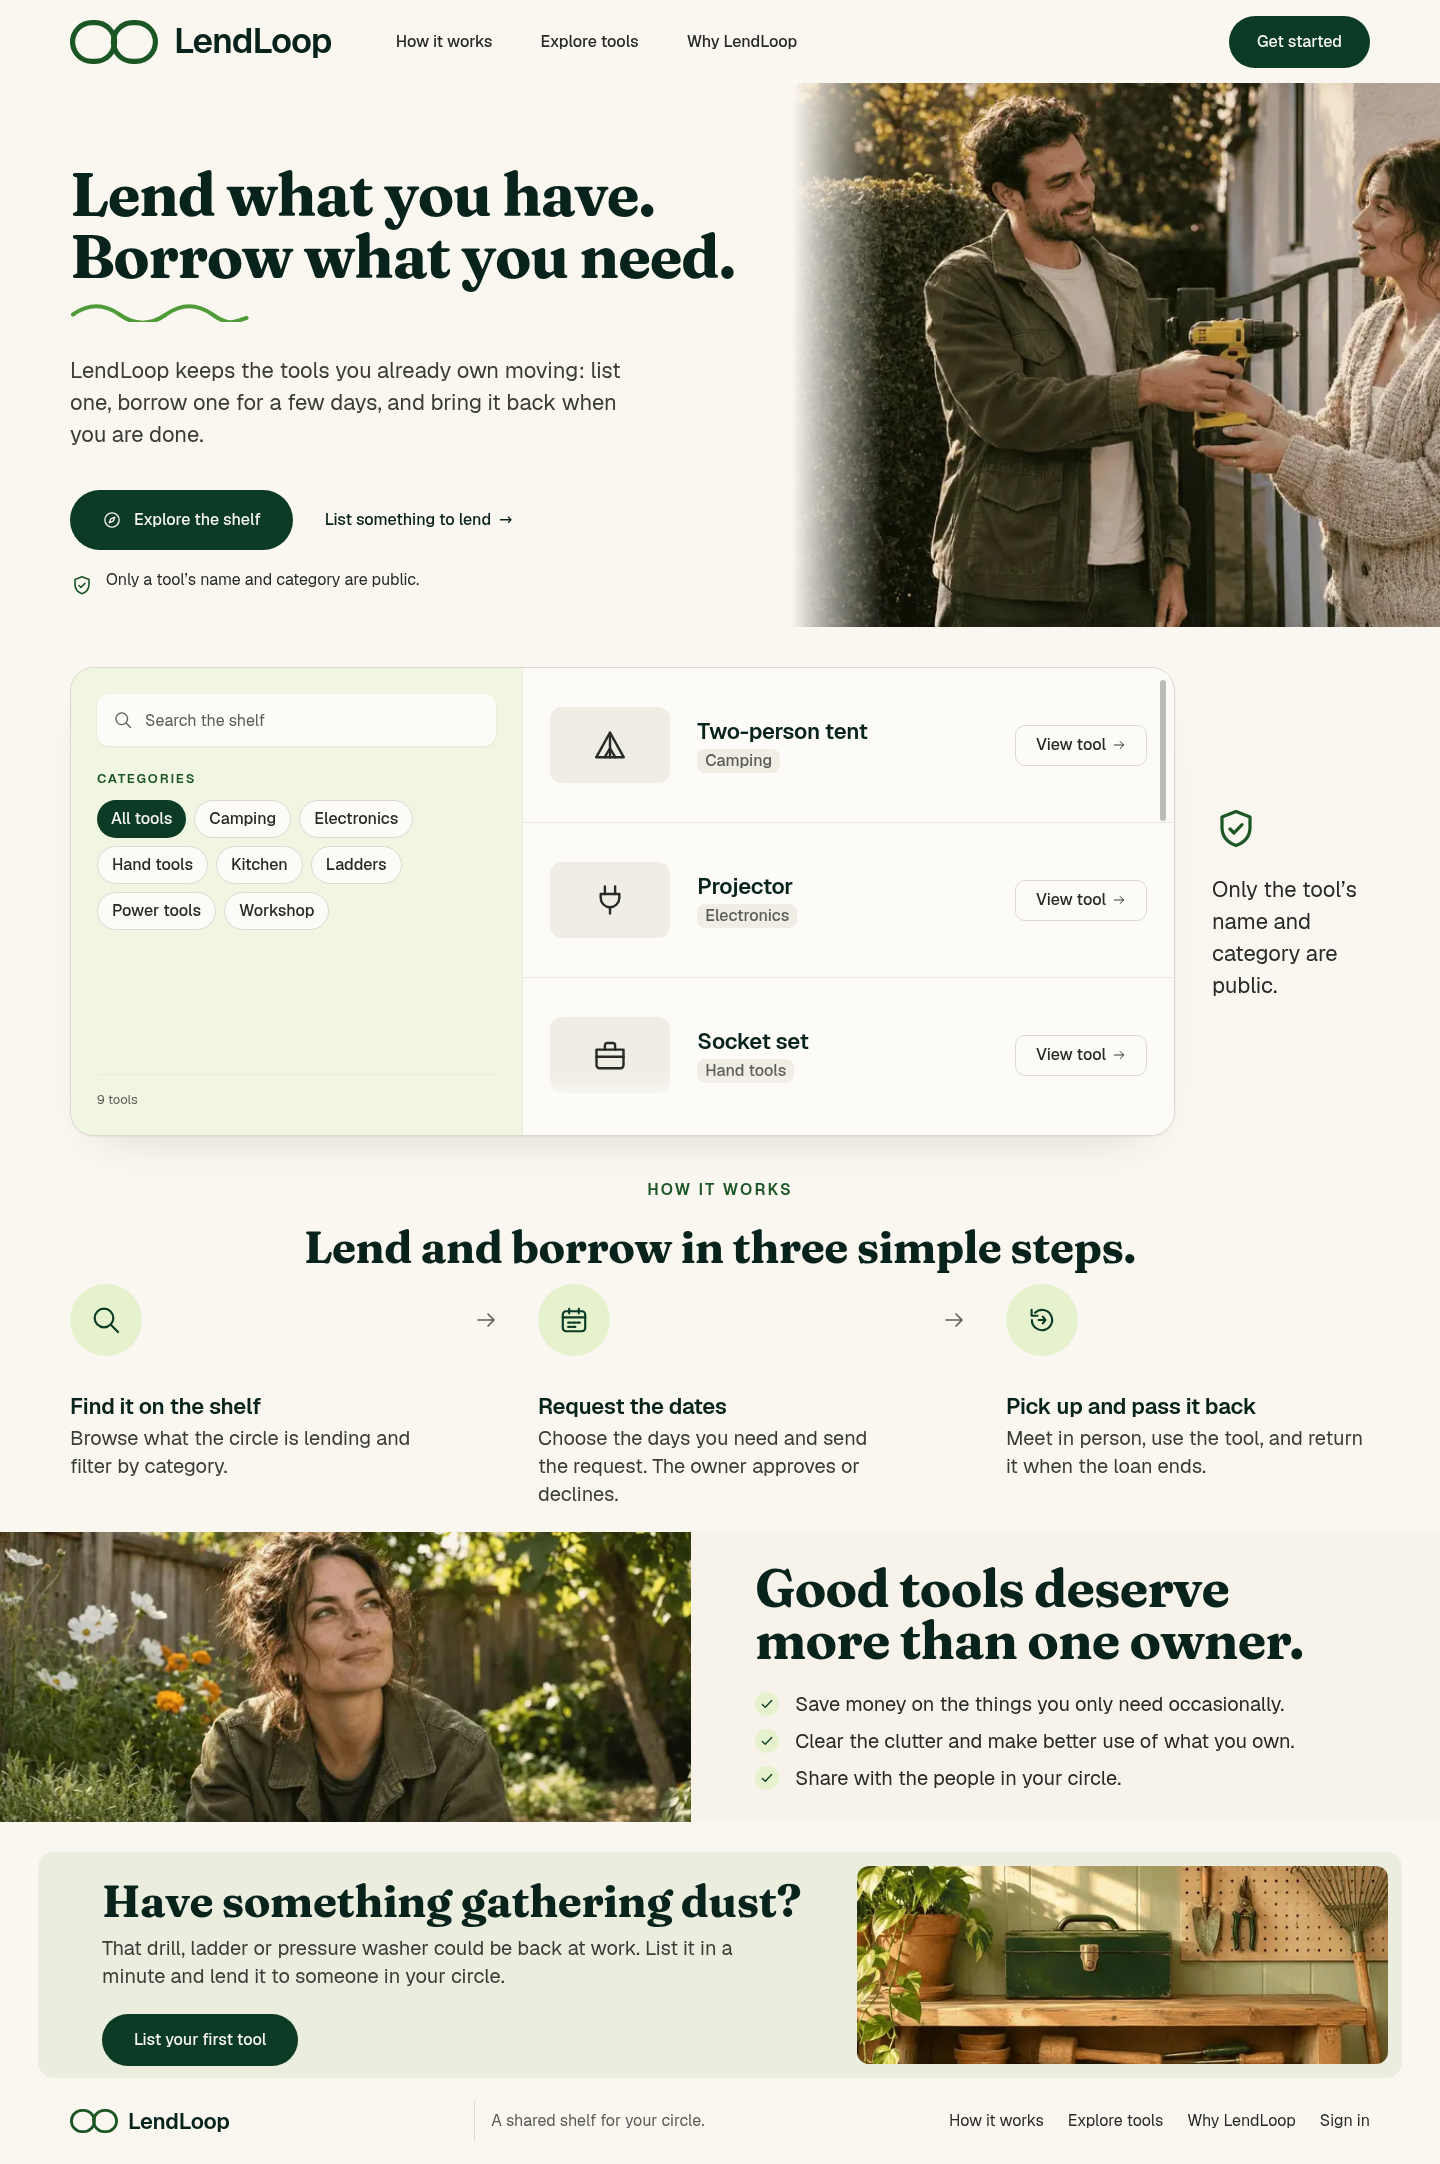 LendLoop
How it works
Explore tools
Why LendLoop
Get started
Lend what you have.
Borrow what you need.
LendLoop keeps the tools you already own moving: list
one, borrow one for a few days, and bring it back when
you are done.
Explore the shelf
List something to lend →
Only a tool’s name and category are public.
Search the shelf
CATEGORIES
All tools
Camping
Electronics
Hand tools
Kitchen
Ladders
Power tools
Workshop
9 tools
Two-person tent
Camping
View tool →
Projector
Electronics
View tool →
Socket set
Hand tools
View tool →
Only the tool’s
name and
category are
public.
HOW IT WORKS
Lend and borrow in three simple steps.
Find it on the shelf
Browse what the circle is lending and
filter by category.
Request the dates
Choose the days you need and send
the request. The owner approves or
declines.
Pick up and pass it back
Meet in person, use the tool, and return
it when the loan ends.
Good tools deserve
more than one owner.
Save money on the things you only need occasionally.
Clear the clutter and make better use of what you own.
Share with the people in your circle.
Have something gathering dust?
That drill, ladder or pressure washer could be back at work. List it in a
minute and lend it to someone in your circle.
List your first tool
LendLoop
A shared shelf for your circle.
How it works
Explore tools
Why LendLoop
Sign in